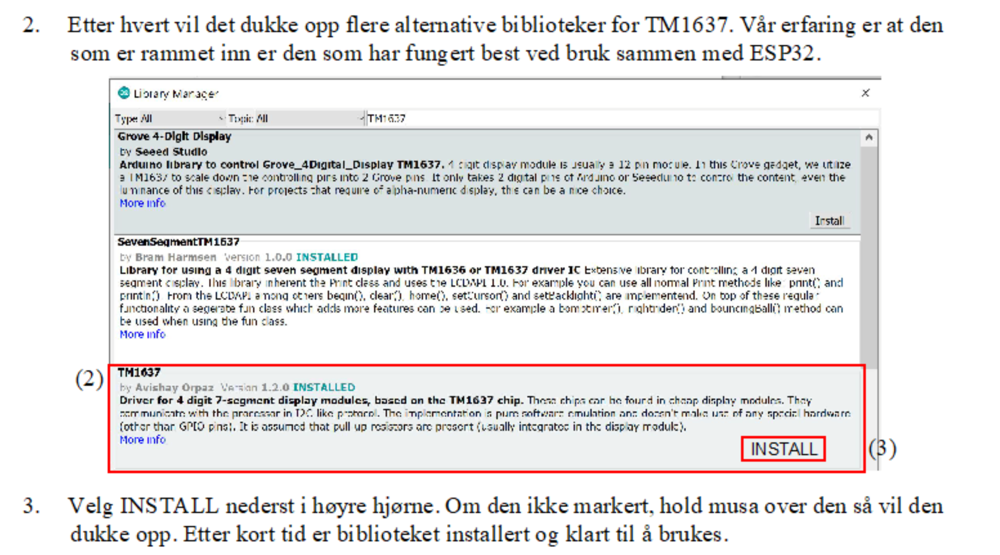 2. Etter hvert vil det dukke opp flere alternative biblioteker for TM1637. Vår erfaring er at den
som er rammet inn er den som har fungert best ved bruk sammen med ESP32.
Library Manager
Type All Topic All TM1637
Grove 4-Digit Display
by Seeed Studio
Arduino library to control Grove_4Digital_Display TM1637. 4 digit display module is usually a 12 pin module. In this Grove gadget, we utilize
a TM1637 to scale down the controlling pins into 2 Grove pins. It only takes 2 digital pins of Arduino or Seeeduino to control the content, even the
luminance of this display. For projects that require of alpha-numeric display, this can be a nice choice.
More info
Install
SevenSegmentTM1637
by Bram Harmsen Version 1.0.0 INSTALLED
Library for using a 4 digit seven segment display with TM1636 or TM1637 driver IC Extensive library for controlling a 4 digit seven
segment display. This library inherent the Print class and uses the LCDAPI 1.0. For example you can use all normal Print methods like: print() and
println(). From the LCDAPI among others begin(), clear(), home(), setCursor() and setBacklight() are implementend. On top of these regular
functionality a segerate fun class which adds more features can be used. For example a bombtimer(), nightrider() and bouncingBall() method can
be used when using the fun class.
More info
(2)
TM1637
by Avishay Orpaz Version 1.2.0 INSTALLED
Driver for 4 digit 7-segment display modules, based on the TM1637 chip. These chips can be found in cheap display modules. They
communicate with the processor in I2C-like protocol. The implementation is pure software emulation and doesn't make use of any special hardware
(other than GPIO pins). It is assumed that pull-up resistors are present (usually integrated in the display module).
More info
INSTALL
(3)
3. Velg INSTALL nederst i høyre hjørne. Om den ikke markert, hold musa over den så vil den
dukke opp. Etter kort tid er biblioteket installert og klart til å brukes.